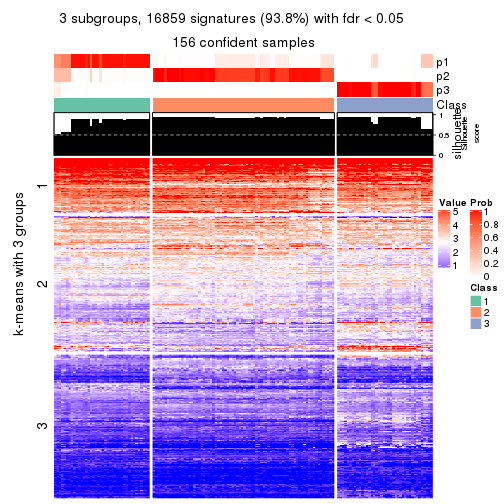 3 subgroups, 16859 signatures (93.8%) with fdr < 0.05
156 confident samples
p1
p2
p3
Class
1
0.5
0
silhouette
Silhouette
score
k-means with 3 groups
1
2
3
Value
5
4
3
2
1
Prob
1
0.8
0.6
0.4
0.2
0
Class
1
2
3